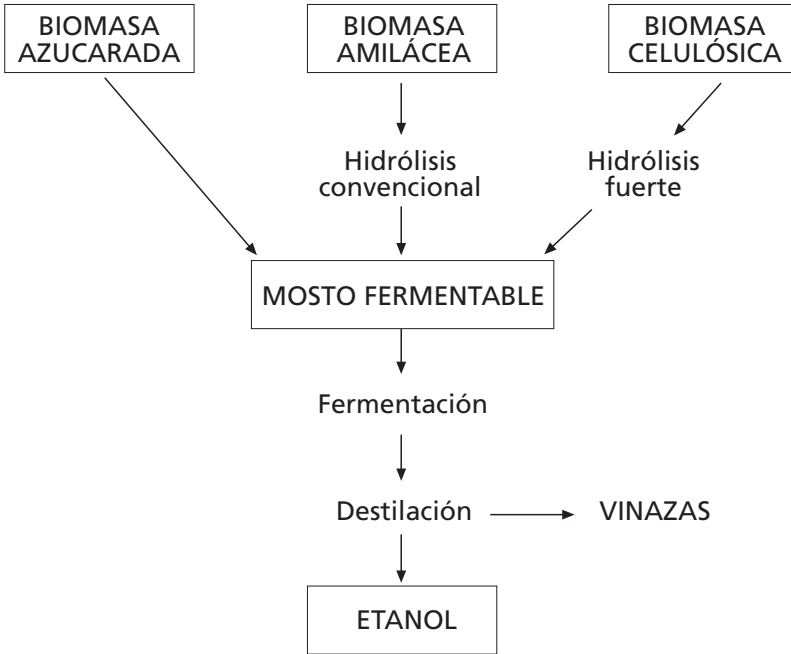 BIOMASA
AZUCARADA
BIOMASA
AMILÁCEA
BIOMASA
CELULÓSICA
Hidrólisis
convencional
Hidrólisis
fuerte
MOSTO FERMENTABLE
Fermentación
Destilación
VINAZAS
ETANOL